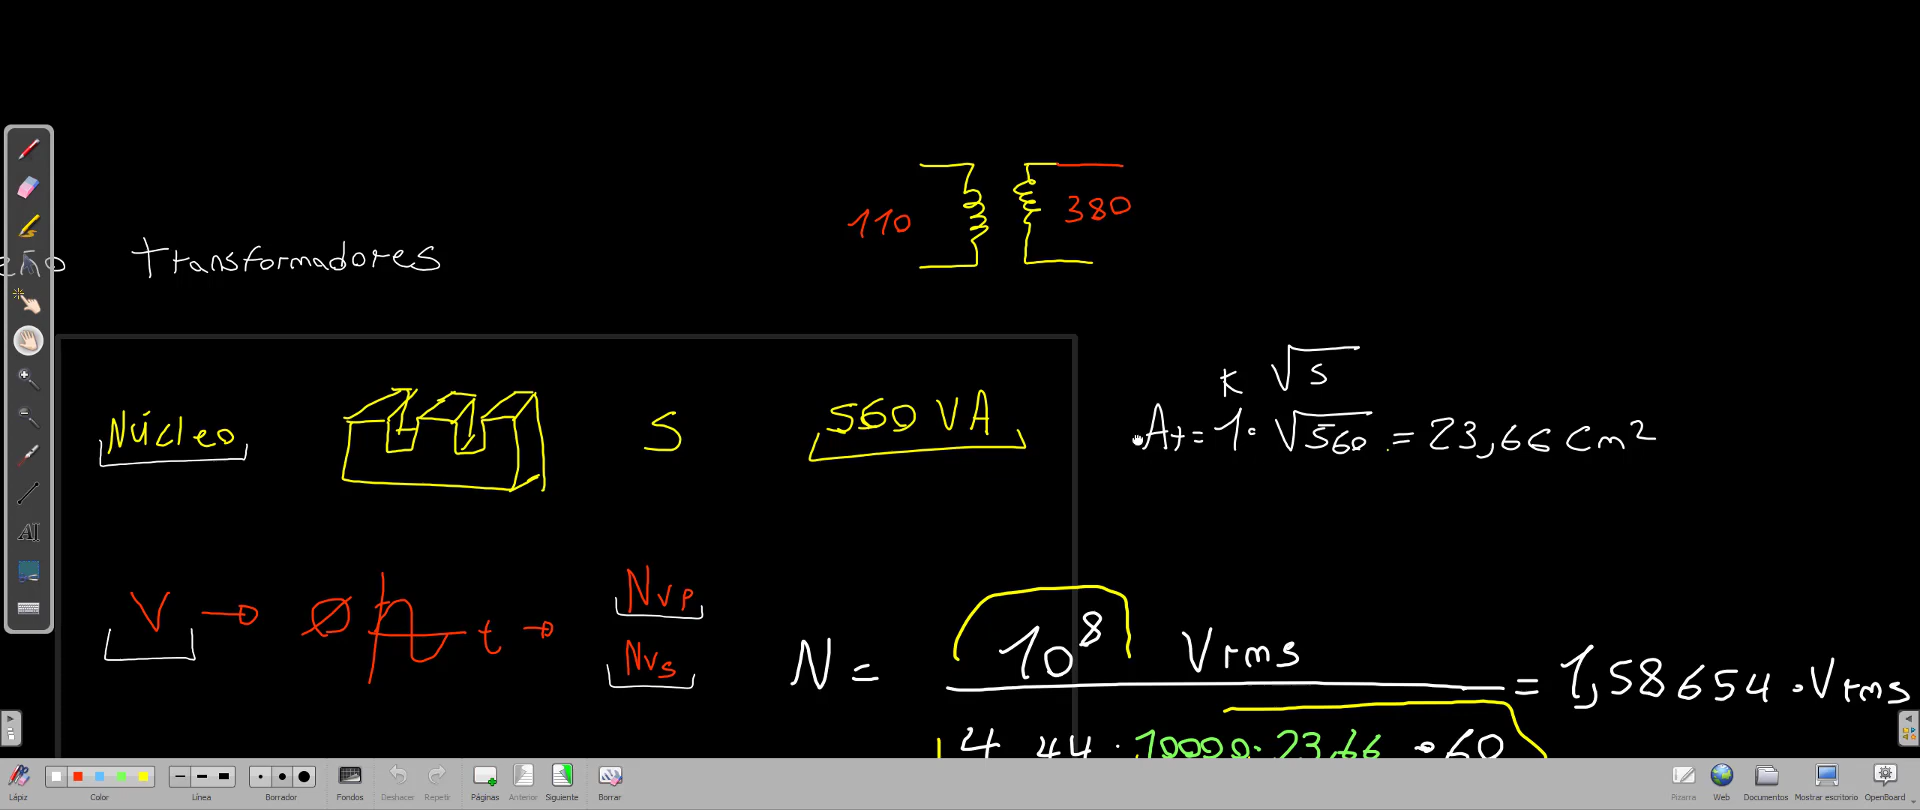 110
380
Transformadores
K √S
Núcleo
S
560 VA
At = 1 · √560 = 23,66 cm²
V → Ø t →
Nvp
Nvs
N = 10⁸ Vrms = 1,58654 · Vrms
4 44 · 10000 · 23,66 · 60
Lápiz
Color
Línea
Borrador
Fondos
Deshacer
Repetir
Páginas
Anterior
Siguiente
Borrar
Pizarra
Web
Documentos
Mostrar escritorio
OpenBoard